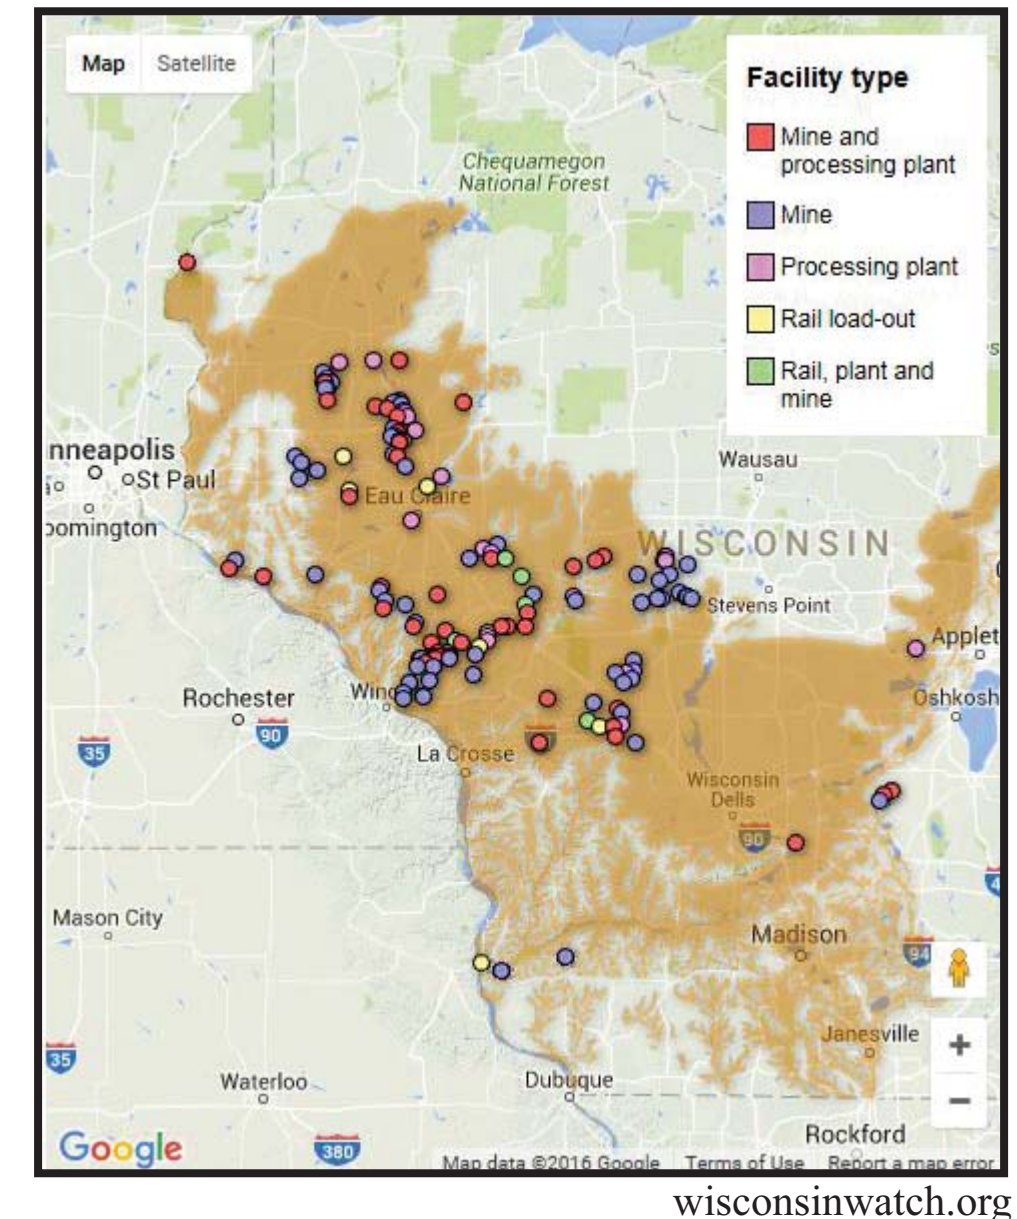 Map Satellite
Facility type
Mine and
processing plant
Mine
Processing plant
Rail load-out
Rail, plant and
mine
Chequamegon
National Forest
nneapolis
St Paul
oomington
Eau Claire
Wausau
WISCONSIN
Stevens Point
Applet
Oshkosh
Rochester
Wino
90
35
La Crosse
Wisconsin
Dells
90
Mason City
Madison
94
35
Janesville
Waterloo
Dubuque
Rockford
Google
380
Map data ©2016 Google Terms of Use Report a map error
wisconsinwatch.org